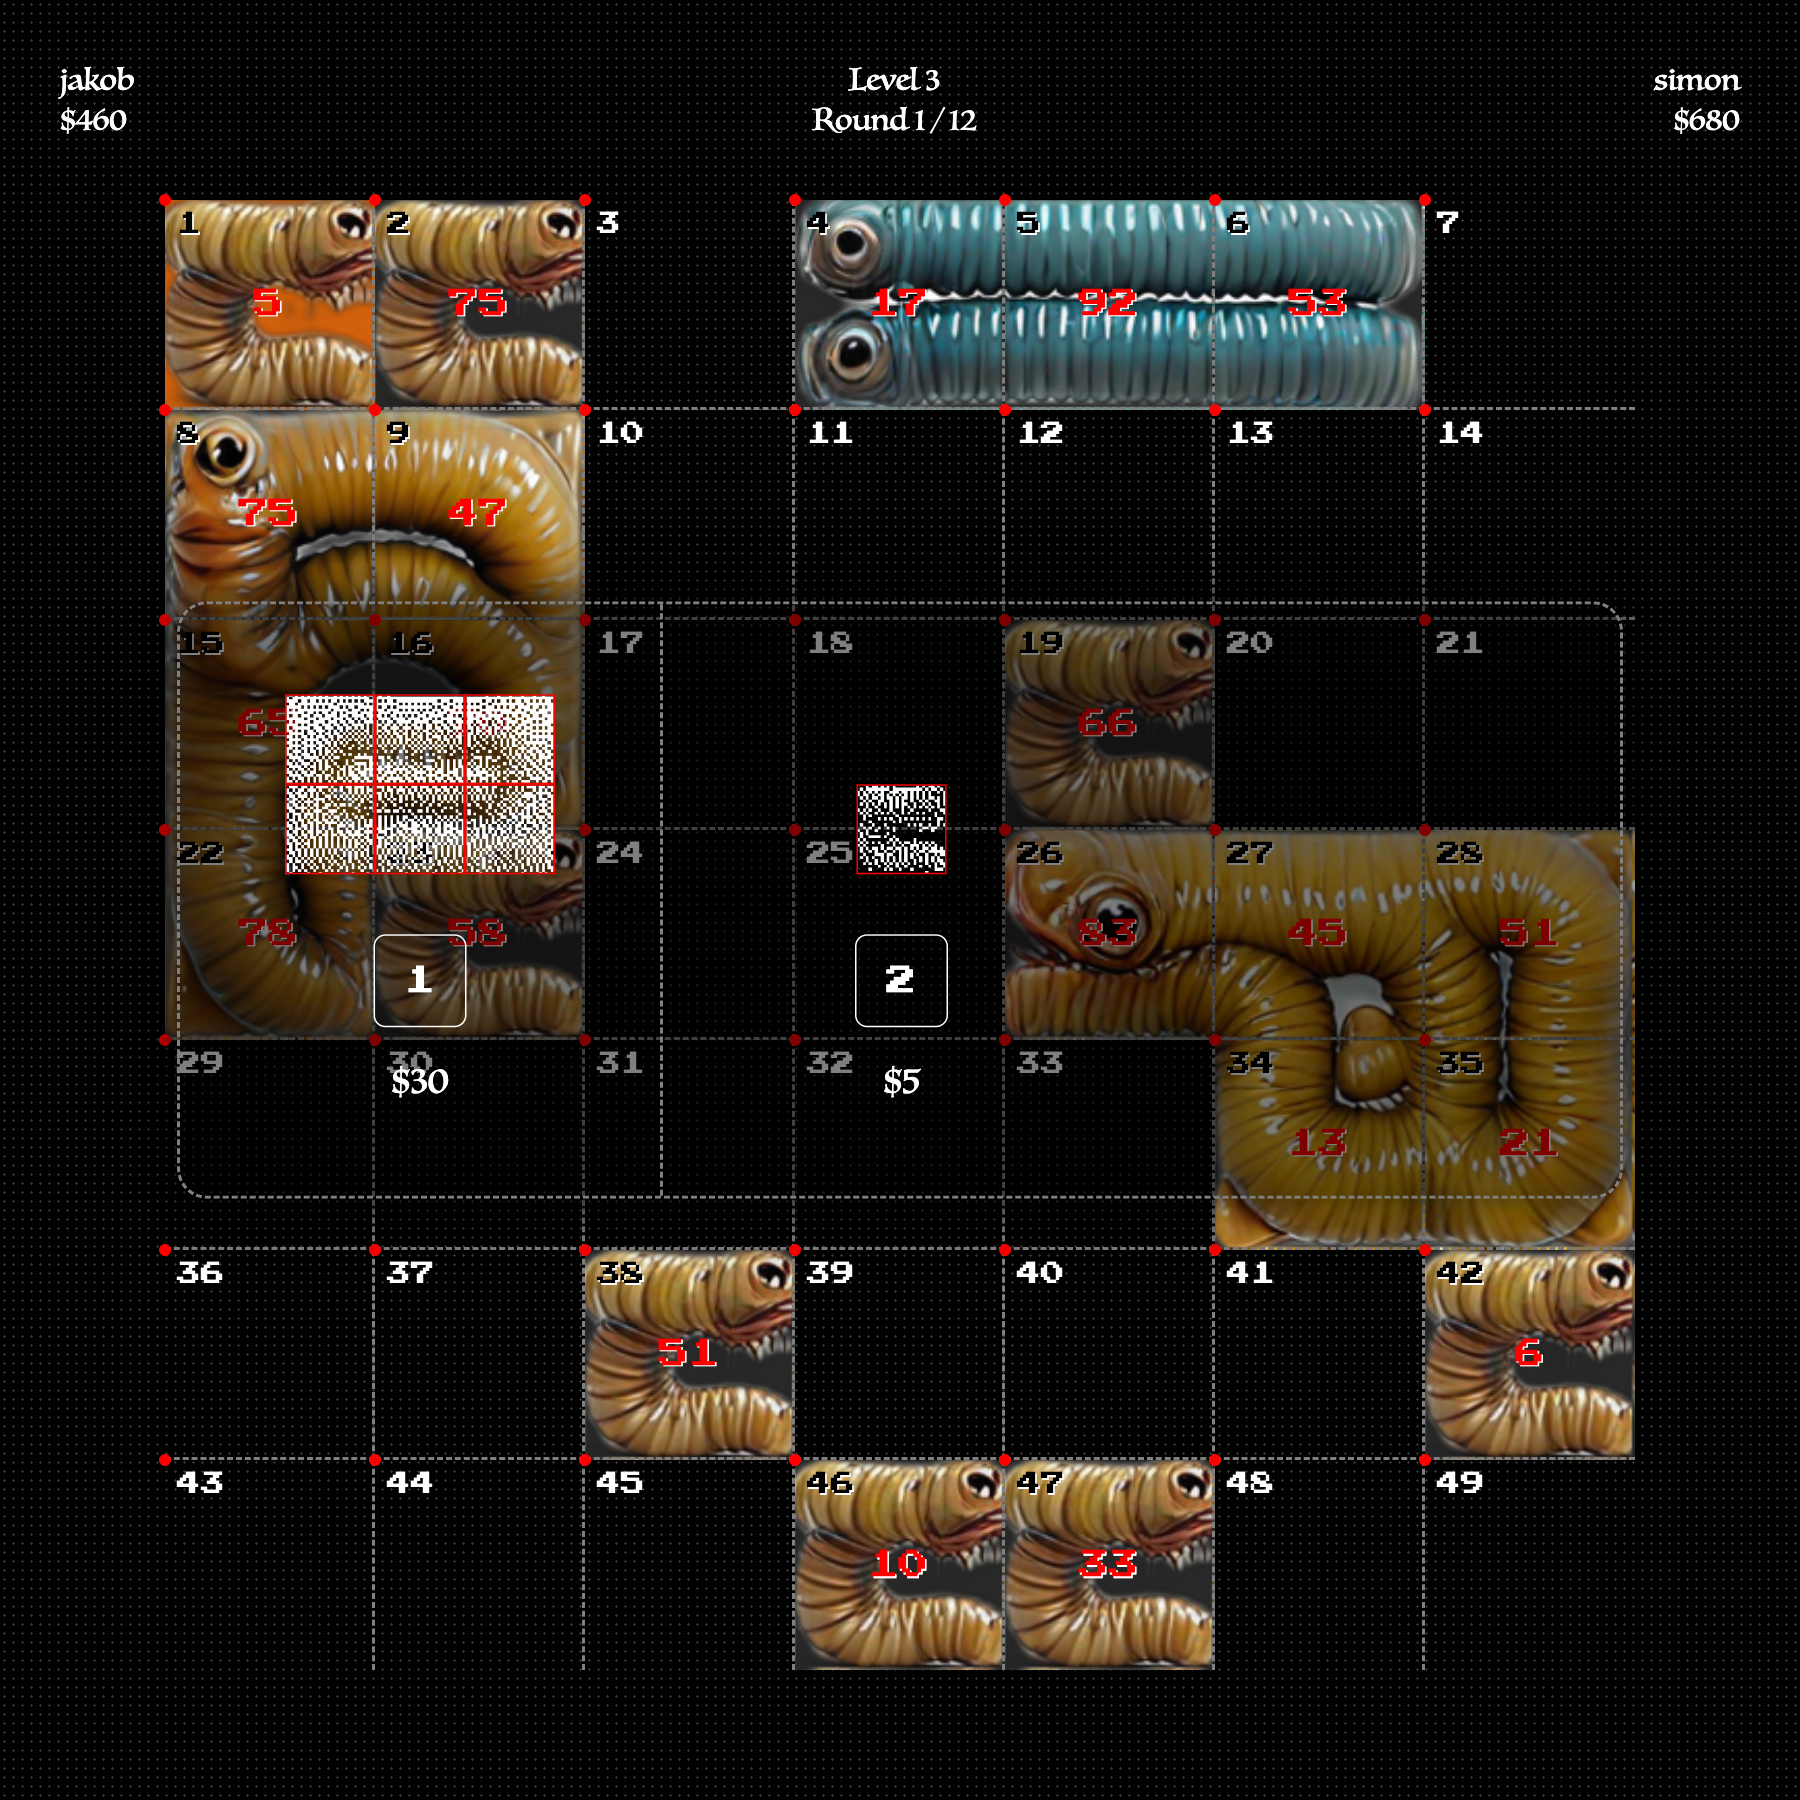 jakob
$460
Level 3
Round 1 / 12
simon
$680
1 2 3 4 5 6 7
5 75 17 92 53
8 9 10 11 12 13 14
75 47
15 16 17 18 19 20 21
65 66
22 24 25 26 27 28
78 58 83 45 51
1 2
29 30 31 32 33 34 35
$30 $5
13 21
36 37 38 39 40 41 42
51 6
43 44 45 46 47 48 49
10 33